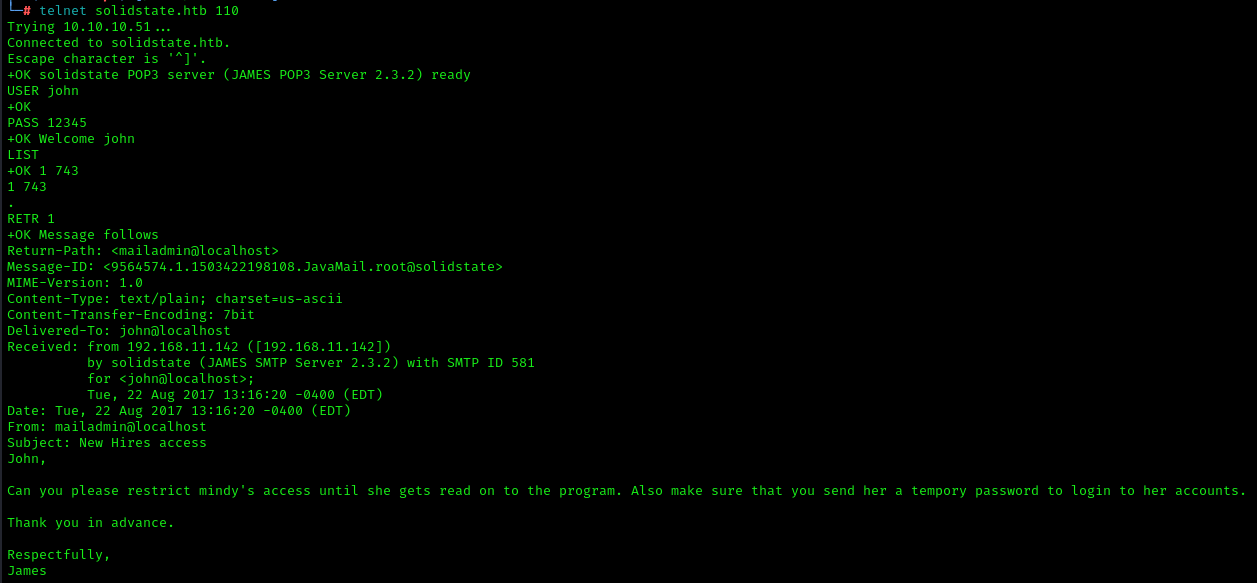 └─# telnet solidstate.htb 110
Trying 10.10.10.51...
Connected to solidstate.htb.
Escape character is '^]'.
+OK solidstate POP3 server (JAMES POP3 Server 2.3.2) ready
USER john
+OK
PASS 12345
+OK Welcome john
LIST
+OK 1 743
1 743
.
RETR 1
+OK Message follows
Return-Path: <mailadmin@localhost>
Message-ID: <9564574.1.1503422198108.JavaMail.root@solidstate>
MIME-Version: 1.0
Content-Type: text/plain; charset=us-ascii
Content-Transfer-Encoding: 7bit
Delivered-To: john@localhost
Received: from 192.168.11.142 ([192.168.11.142])
          by solidstate (JAMES SMTP Server 2.3.2) with SMTP ID 581
          for <john@localhost>;
          Tue, 22 Aug 2017 13:16:20 -0400 (EDT)
Date: Tue, 22 Aug 2017 13:16:20 -0400 (EDT)
From: mailadmin@localhost
Subject: New Hires access
John,

Can you please restrict mindy's access until she gets read on to the program. Also make sure that you send her a tempory password to login to her accounts.

Thank you in advance.

Respectfully,
James